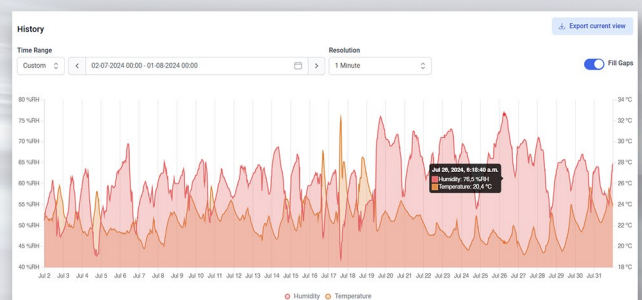 Export current view
History
Time Range
Resolution
Custom
02-07-2024 00:00 - 01-08-2024 00:00
1 Minute
Fill Gaps
80 %RH
34 °C
75 %RH
32 °C
70 %RH
30 °C
65 %RH
28 °C
60 %RH
26 °C
55 %RH
24 °C
50 %RH
22 °C
45 %RH
20 °C
40 %RH
18 °C
Jul 26, 2024, 8:18:40 a.m.
Humidity: 76,5 %RH
Temperature: 20,4 °C
Jul 2 Jul 3 Jul 4 Jul 5 Jul 6 Jul 7 Jul 8 Jul 9 Jul 10 Jul 11 Jul 12 Jul 13 Jul 14 Jul 15 Jul 16 Jul 17 Jul 18 Jul 19 Jul 20 Jul 21 Jul 22 Jul 23 Jul 24 Jul 25 Jul 26 Jul 27 Jul 28 Jul 29 Jul 30 Jul 31
Humidity Temperature